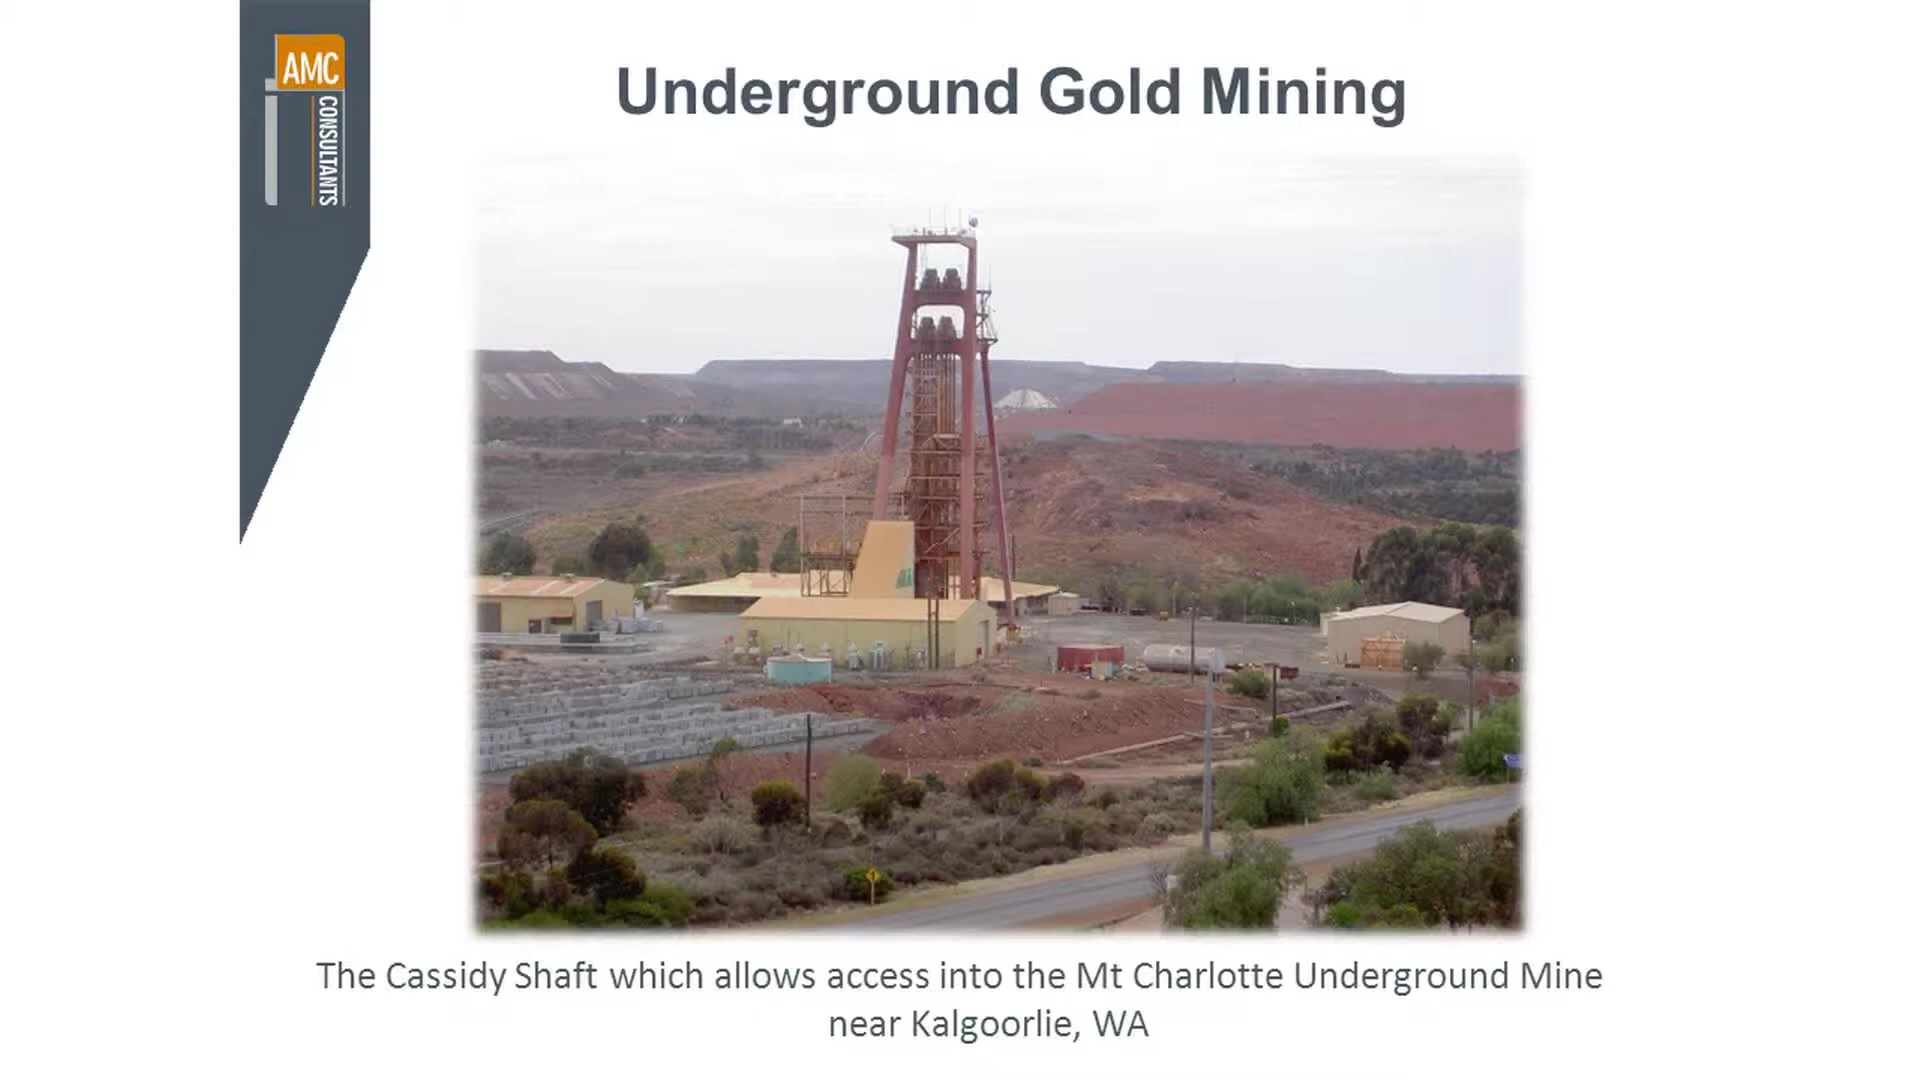 AMC
CONSULTANTS
Underground Gold Mining
The Cassidy Shaft which allows access into the Mt Charlotte Underground Mine
near Kalgoorlie, WA